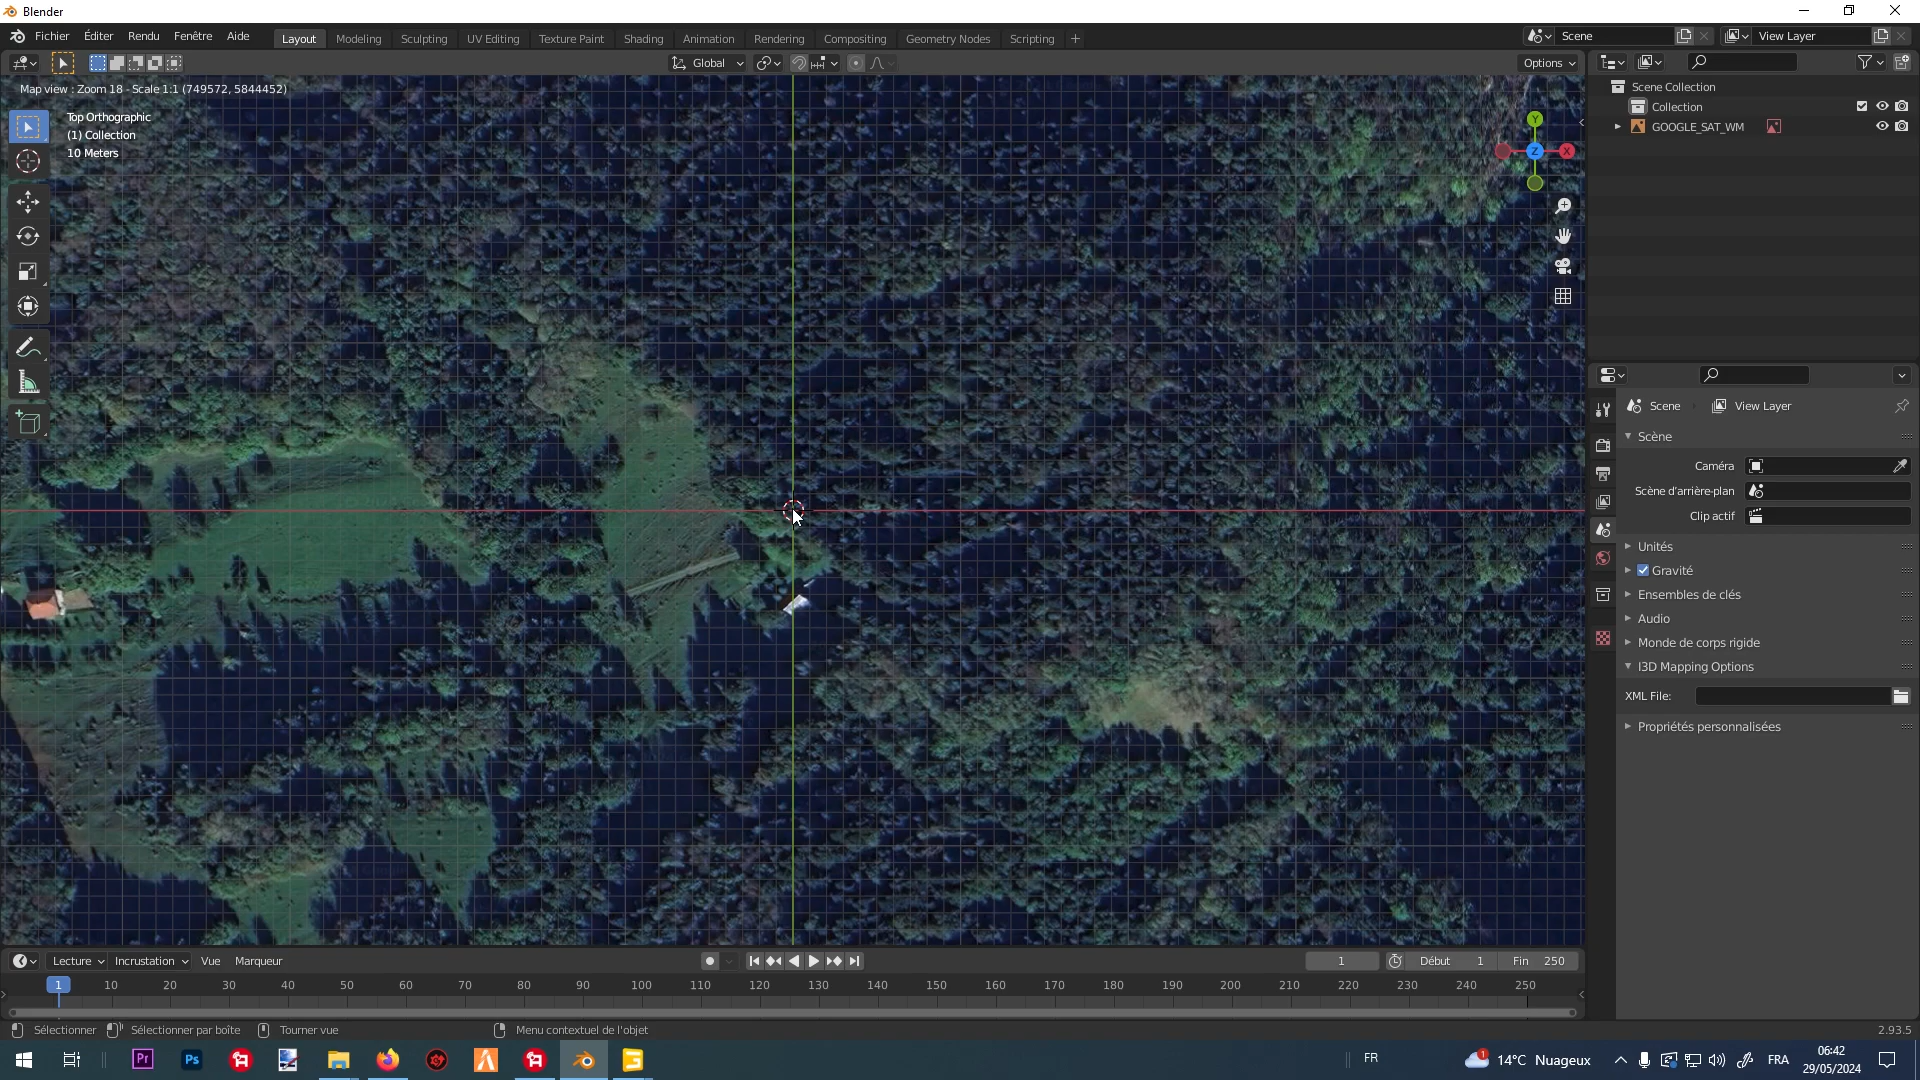 Blender
Fichier Éditer Rendu Fenêtre Aide Layout Modeling Sculpting UV Editing Texture Paint Shading Animation Rendering Compositing Geometry Nodes Scripting + Scene View Layer
Global Options
Map view : Zoom 18 - Scale 1:1 (749572, 5844452)
Top Orthographic
(1) Collection
10 Meters
Y
X
Z
Scene Collection
Collection
GOOGLE_SAT_WM
Scene View Layer
Scène
Caméra
Scène d'arrière-plan
Clip actif
Unités
Gravité
Ensembles de clés
Audio
Monde de corps rigide
I3D Mapping Options
XML File:
Propriétés personnalisées
Lecture Incrustation Vue Marqueur 1 Début 1 Fin 250
1 10 20 30 40 50 60 70 80 90 100 110 120 130 140 150 160 170 180 190 200 210 220 230 240 250
Sélectionner Sélectionner par boîte Tourner vue Menu contextuel de l'objet 2.93.5
Pr Ps FR 1 14°C Nuageux FRA 06:42
29/05/2024